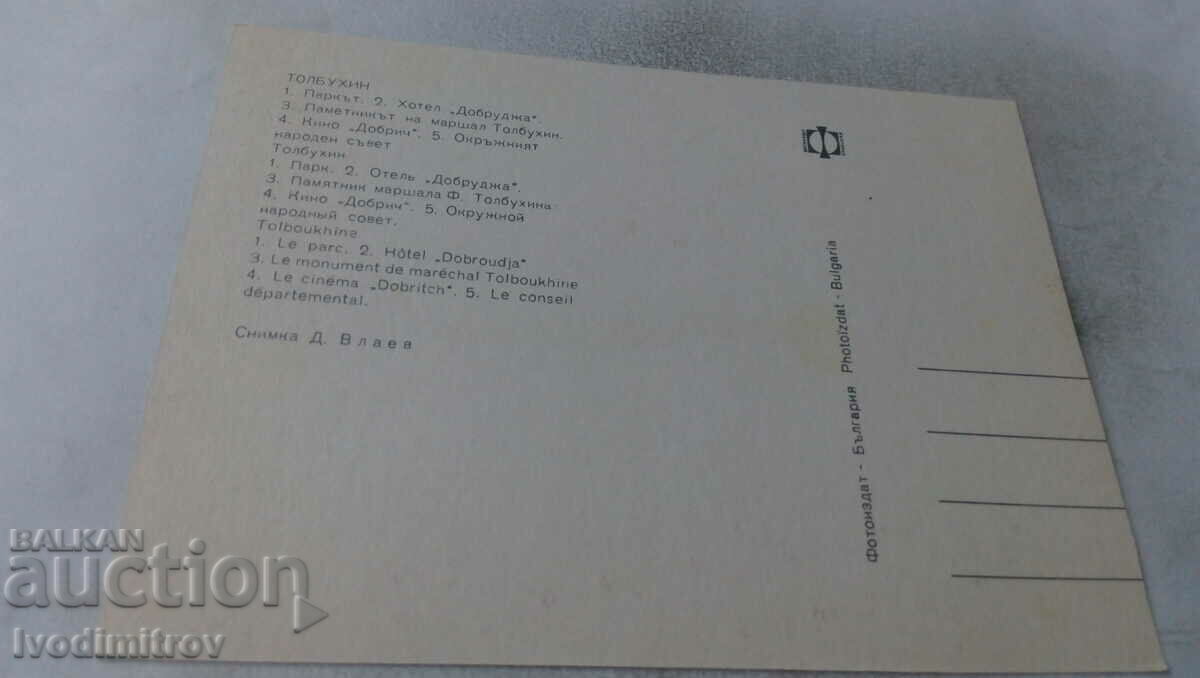 ТОЛБУХИН
1. Паркът. 2. Хотел „Добруджа“.
3. Паметникът на маршал Толбухин.
4. Кино „Добрич“. 5. Окръжният
народен съвет
Толбухин.
1. Парк. 2. Отель „Добруджа“.
3. Памятник маршала Ф. Толбухина.
4. Кино „Добрич“. 5. Окружной
народный совет.
Tolboukhine.
1. Le parc. 2. Hôtel „Dobroudja“
3. Le monument de maréchal Tolboukhine
4. Le cinéma „Dobritch“. 5. Le conseil
départemental.
Снимка Д. Влаев
Фотоиздат - България Photoizdat - Bulgaria
BALKAN
auction
Ivodimitrov